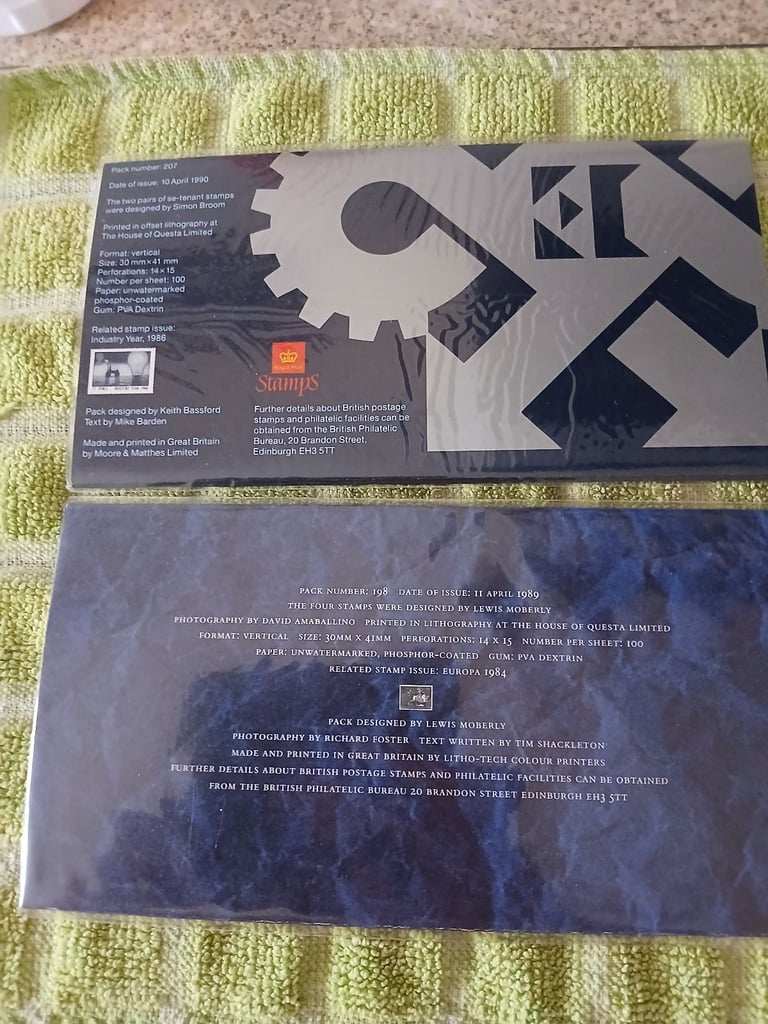 Pack number: 207
Date of issue: 10 April 1990
The two pairs of se-tenant stamps
were designed by Simon Broom
Printed in offset lithography at
The House of Questa Limited
Format: vertical
Size: 30 mm × 41 mm
Perforations: 14 × 15
Number per sheet: 100
Paper: unwatermarked
phosphor-coated
Gum: PVA Dextrin
Related stamp issue:
Industry Year, 1986
Pack designed by Keith Bassford
Text by Mike Barden
Made and printed in Great Britain
by Moore & Matthes Limited
Royal Mail
Stamps
Further details about British postage
stamps and philatelic facilities can be
obtained from the British Philatelic
Bureau, 20 Brandon Street,
Edinburgh EH3 5TT
PACK NUMBER: 198 DATE OF ISSUE: 11 APRIL 1989
THE FOUR STAMPS WERE DESIGNED BY LEWIS MOBERLY
PHOTOGRAPHY BY DAVID AMABALLINO PRINTED IN LITHOGRAPHY AT THE HOUSE OF QUESTA LIMITED
FORMAT: VERTICAL SIZE: 30MM X 41MM PERFORATIONS: 14 X 15 NUMBER PER SHEET: 100
PAPER: UNWATERMARKED, PHOSPHOR-COATED GUM: PVA DEXTRIN
RELATED STAMP ISSUE: EUROPA 1984
PACK DESIGNED BY LEWIS MOBERLY
PHOTOGRAPHY BY RICHARD FOSTER TEXT WRITTEN BY TIM SHACKLETON
MADE AND PRINTED IN GREAT BRITAIN BY LITHO-TECH COLOUR PRINTERS
FURTHER DETAILS ABOUT BRITISH POSTAGE STAMPS AND PHILATELIC FACILITIES CAN BE OBTAINED
FROM THE BRITISH PHILATELIC BUREAU 20 BRANDON STREET EDINBURGH EH3 5TT